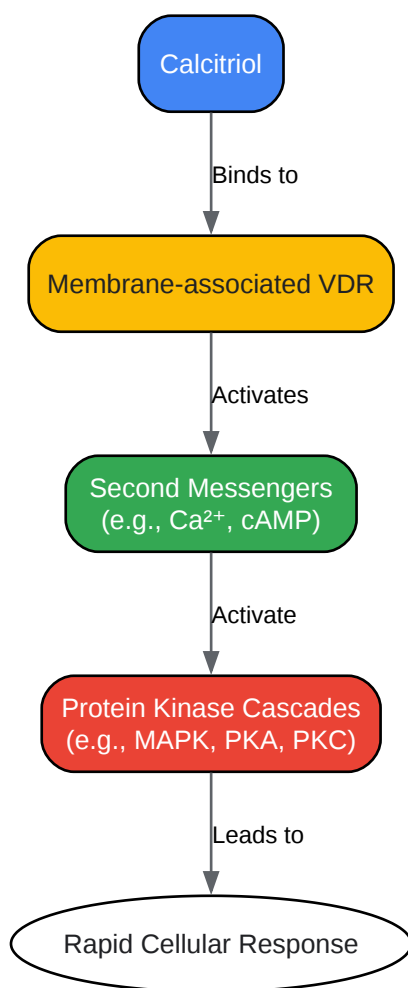 Calcitriol
Binds to
Membrane-associated VDR
Activates
Second Messengers
(e.g., Ca²⁺, cAMP)
Activate
Protein Kinase Cascades
(e.g., MAPK, PKA, PKC)
Leads to
Rapid Cellular Response